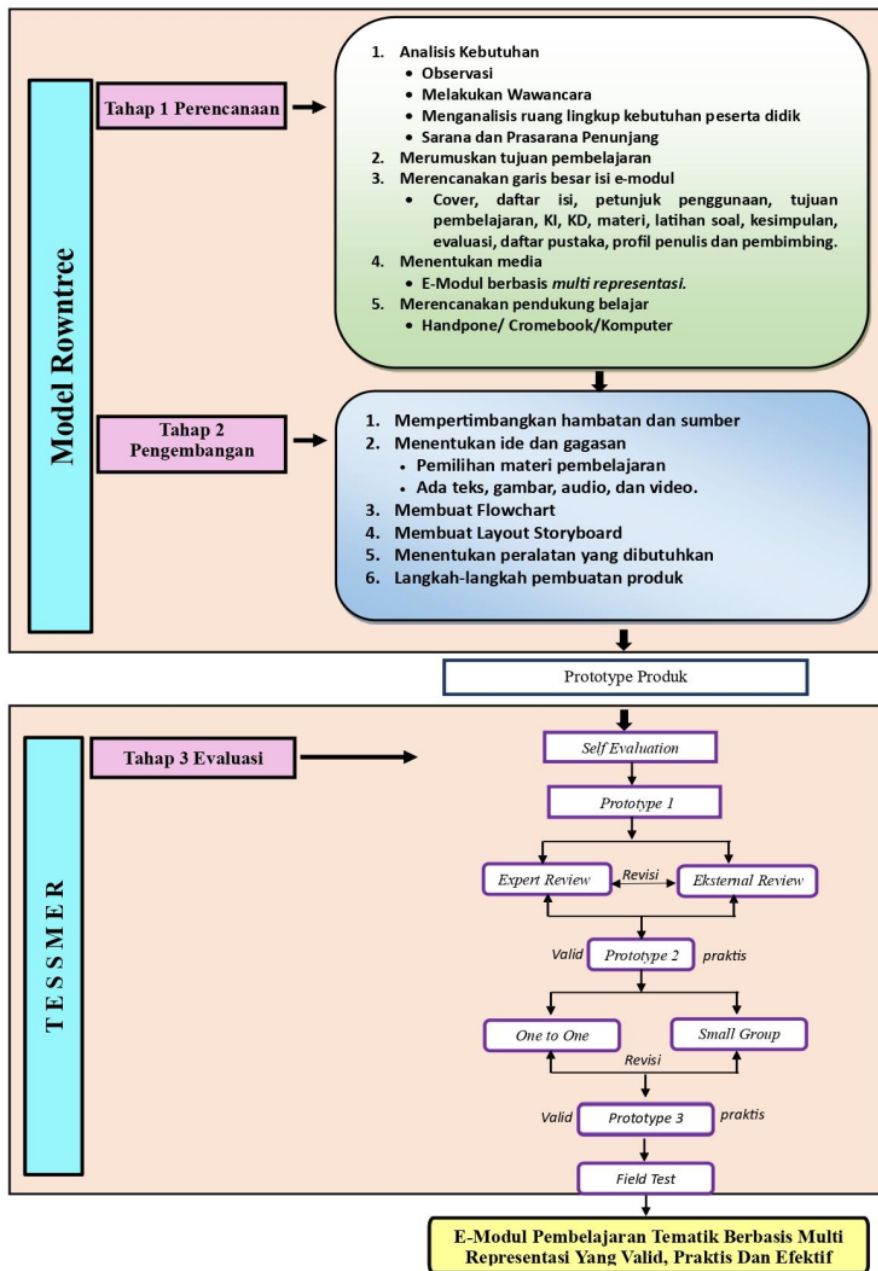 Model Rowntree
Tahap 1 Perencanaan
1. Analisis Kebutuhan
• Observasi
• Melakukan Wawancara
• Menganalisis ruang lingkup kebutuhan peserta didik
• Sarana dan Prasarana Penunjang
2. Merumuskan tujuan pembelajaran
3. Merencanakan garis besar isi e-modul
• Cover, daftar isi, petunjuk penggunaan, tujuan
pembelajaran, KI, KD, materi, latihan soal, kesimpulan,
evaluasi, daftar pustaka, profil penulis dan pembimbing.
4. Menentukan media
• E-Modul berbasis multi representasi.
5. Merencanakan pendukung belajar
• Handpone/ Cromebook/Komputer
Tahap 2
Pengembangan
1. Mempertimbangkan hambatan dan sumber
2. Menentukan ide dan gagasan
• Pemilihan materi pembelajaran
• Ada teks, gambar, audio, dan video.
3. Membuat Flowchart
4. Membuat Layout Storyboard
5. Menentukan peralatan yang dibutuhkan
6. Langkah-langkah pembuatan produk
Prototype Produk
T E S S M E R
Tahap 3 Evaluasi
Self Evaluation
Prototype 1
Expert Review
Revisi
Eksternal Review
Valid
Prototype 2
praktis
One to One
Small Group
Revisi
Valid
Prototype 3
praktis
Field Test
E-Modul Pembelajaran Tematik Berbasis Multi
Representasi Yang Valid, Praktis Dan Efektif